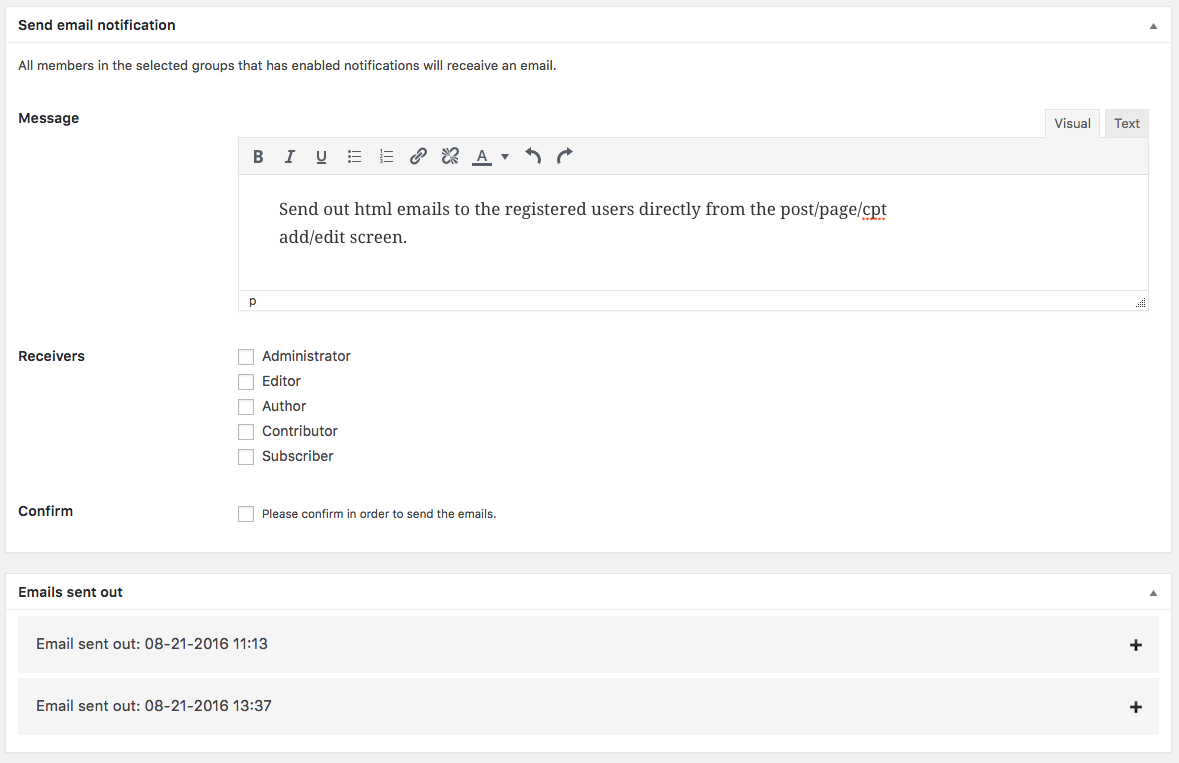 Send email notification
All members in the selected groups that has enabled notifications will receaive an email.
Message
Visual Text
B I U A
Send out html emails to the registered users directly from the post/page/cpt
add/edit screen.
p
Receivers
Administrator
Editor
Author
Contributor
Subscriber
Confirm
Please confirm in order to send the emails.
Emails sent out
Email sent out: 08-21-2016 11:13
Email sent out: 08-21-2016 13:37